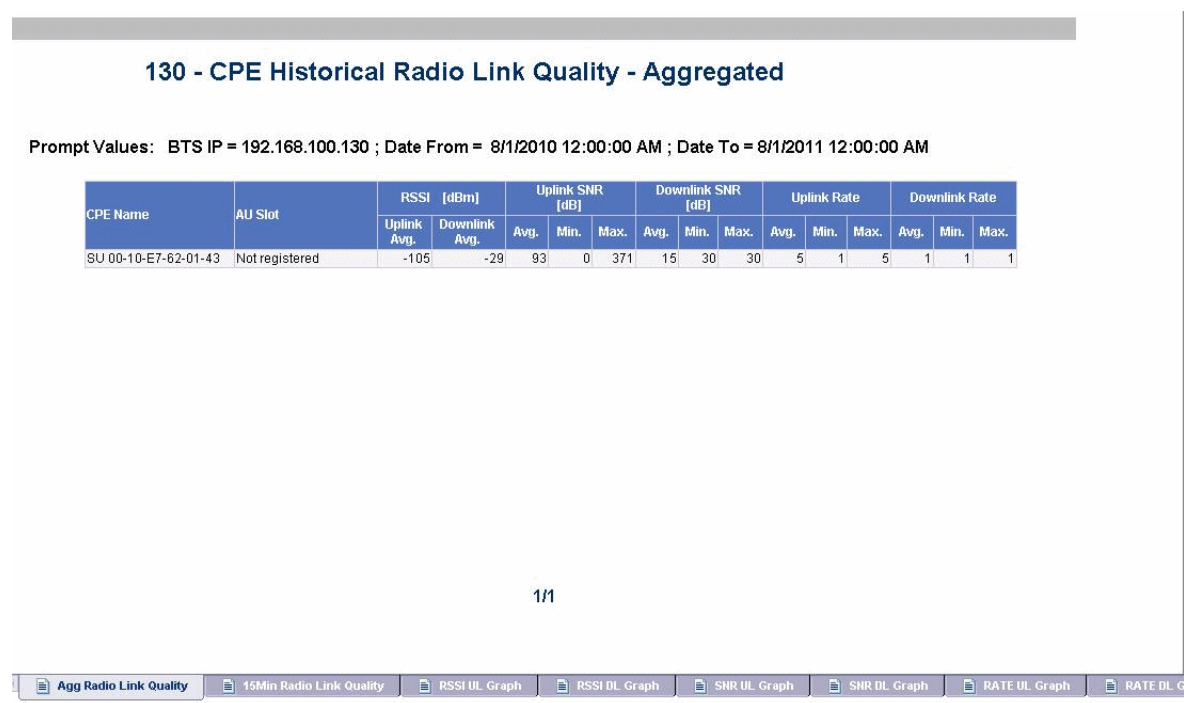 130 - CPE Historical Radio Link Quality - Aggregated
Prompt Values: BTS IP = 192.168.100.130 ; Date From = 8/1/2010 12:00:00 AM ; Date To = 8/1/2011 12:00:00 AM
CPE Name AU Slot RSSI [dBm] Uplink SNR [dB] Downlink SNR [dB] Uplink Rate Downlink Rate
Uplink Avg. Downlink Avg. Avg. Min. Max. Avg. Min. Max. Avg. Min. Max. Avg. Min. Max.
SU 00-10-E7-62-01-43 Not registered -105 -29 93 0 371 15 30 30 5 1 5 1 1 1
1/1
Agg Radio Link Quality 15Min Radio Link Quality RSSI UL Graph RSSI DL Graph SNR UL Graph SNR DL Graph RATE UL Graph RATE DL G